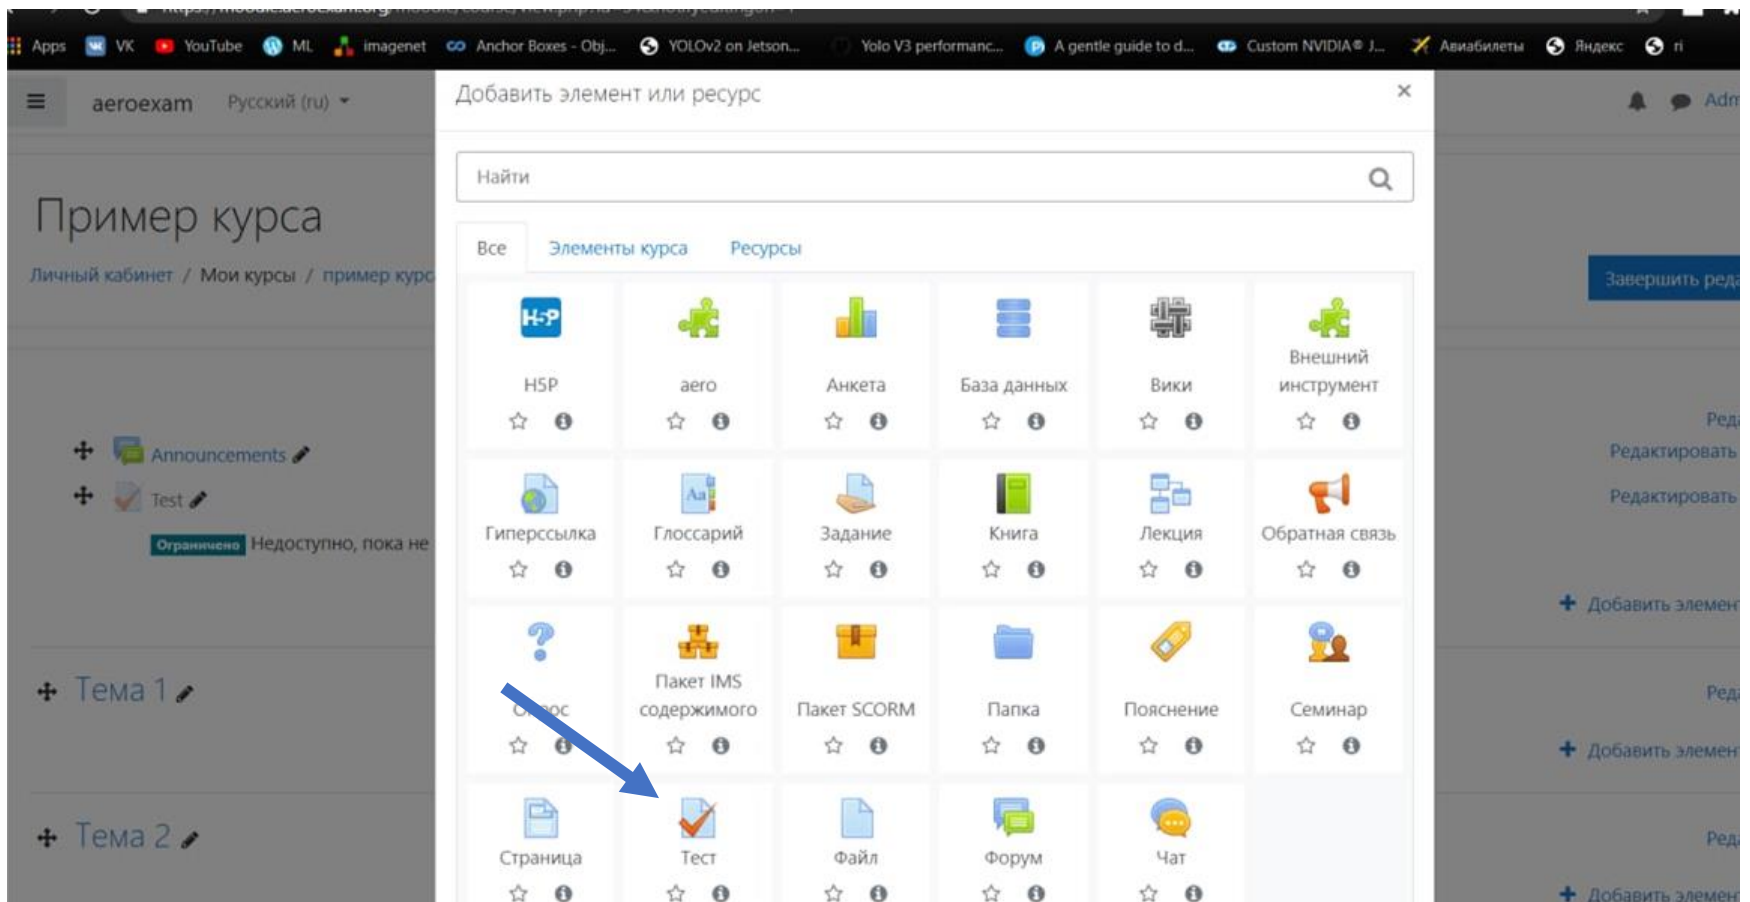 Apps VK YouTube ML imagenet Anchor Boxes - Obj... YOLOv2 on Jetson... Yolo V3 performanc... A gentle guide to d... Custom NVIDIA® J... Авиабилеты Яндекс ri
aeroexam Русский (ru)
Добавить элемент или ресурс ×
Найти
Пример курса
Личный кабинет / Мои курсы / пример
Все Элементы курса Ресурсы
Завершить
H5P
H5P
aero
Анкета
База данных
Вики
Внешний
инструмент
Announcements
Test
Ограничено Недоступно, пока не
Редактировать
Редактировать
Гиперссылка
Глоссарий
Задание
Книга
Лекция
Обратная связь
Добавить
Пакет IMS
содержимого
Пакет SCORM
Папка
Пояснение
Семинар
Тема 1
Добавить
Страница
Тест
Файл
Форум
Чат
Тема 2
Добавить